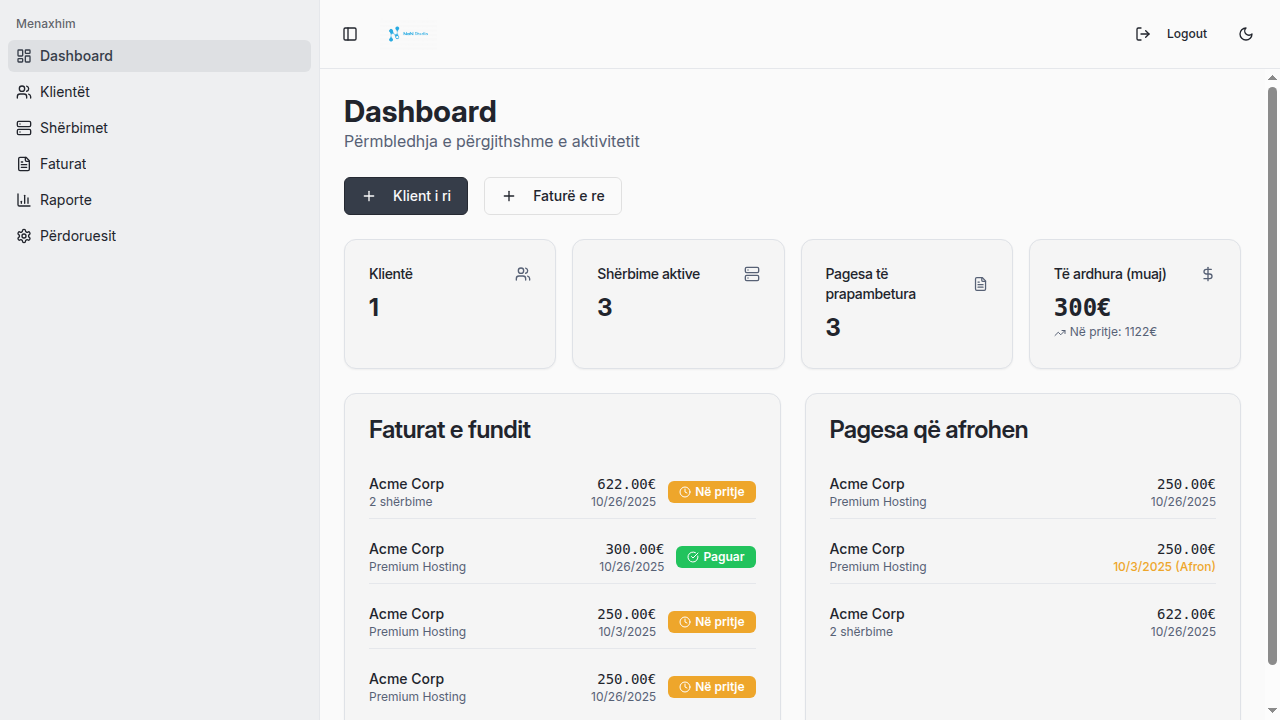 Menaxhim
Dashboard
Klientët
Shërbimet
Faturat
Raporte
Përdoruesit
Logout
Dashboard
Përmbledhja e përgjithshme e aktivitetit
Klient i ri
Faturë e re
Klientë
1
Shërbime aktive
3
Pagesa të
prapambetura
3
Të ardhura (muaj)
300€
Në pritje: 1122€
Faturat e fundit
Acme Corp 622.00€ Në pritje
2 shërbime 10/26/2025
Acme Corp 300.00€ Paguar
Premium Hosting 10/26/2025
Acme Corp 250.00€ Në pritje
Premium Hosting 10/3/2025
Acme Corp 250.00€ Në pritje
Premium Hosting 10/26/2025
Pagesa që afrohen
Acme Corp 250.00€
Premium Hosting 10/26/2025
Acme Corp 250.00€
Premium Hosting 10/3/2025 (Afron)
Acme Corp 622.00€
2 shërbime 10/26/2025